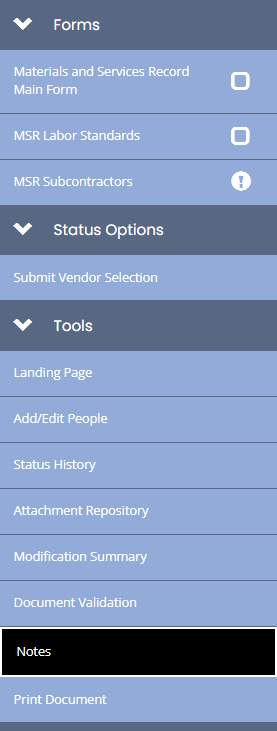 Forms
Materials and Services Record
Main Form
MSR Labor Standards
MSR Subcontractors
Status Options
Submit Vendor Selection
Tools
Landing Page
Add/Edit People
Status History
Attachment Repository
Modification Summary
Document Validation
Notes
Print Document